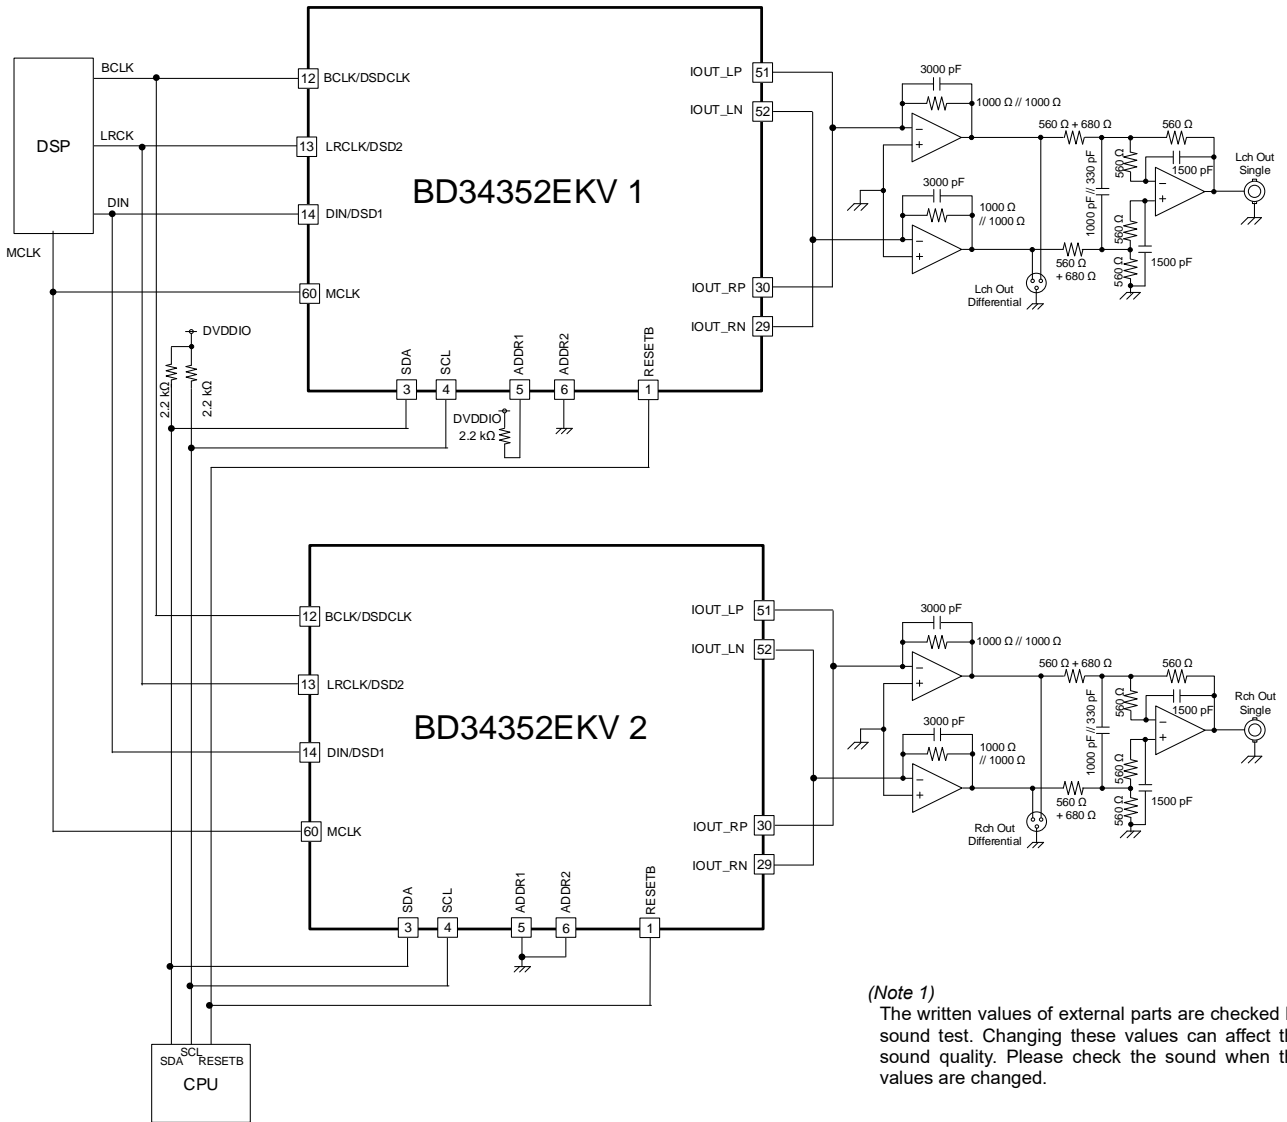 DSP
BCLK
LRCK
DIN
MCLK
BD34352EKV 1
12 BCLK/DSDCLK
13 LRCLK/DSD2
14 DIN/DSD1
60 MCLK
IOUT_LP 51
IOUT_LN 52
IOUT_RP 30
IOUT_RN 29
SDA
3
SCL
4
ADDR1
5
ADDR2
6
RESETB
1
DVDDIO
2.2 kΩ
2.2 kΩ
DVDDIO
2.2 kΩ
3000 pF
1000 Ω // 1000 Ω
−
+
3000 pF
1000 Ω
// 1000 Ω
−
+
560 Ω + 680 Ω
560 Ω
+ 680 Ω
1000 pF // 330 pF
560 Ω
560 Ω
1500 pF
−
+
560 Ω
560 Ω
1500 pF
Lch Out
Single
Lch Out
Differential
BD34352EKV 2
12 BCLK/DSDCLK
13 LRCLK/DSD2
14 DIN/DSD1
60 MCLK
IOUT_LP 51
IOUT_LN 52
IOUT_RP 30
IOUT_RN 29
SDA
3
SCL
4
ADDR1
5
ADDR2
6
RESETB
1
3000 pF
1000 Ω // 1000 Ω
−
+
3000 pF
1000 Ω
// 1000 Ω
−
+
560 Ω + 680 Ω
560 Ω
+ 680 Ω
1000 pF // 330 pF
560 Ω
560 Ω
1500 pF
−
+
560 Ω
560 Ω
1500 pF
Rch Out
Single
Rch Out
Differential
SDA
SCL
RESETB
CPU
(Note 1)
The written values of external parts are checked
sound test. Changing these values can affect
sound quality. Please check the sound when
values are changed.